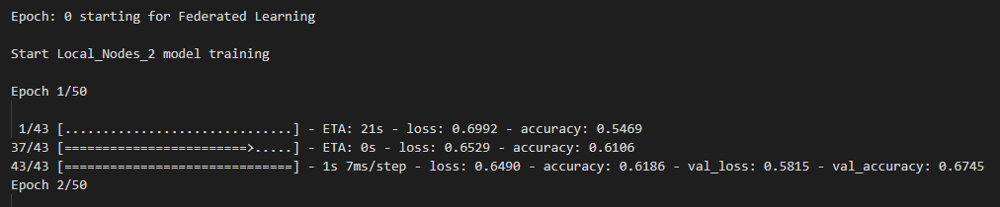 Epoch: 0 starting for Federated Learning
Start Local_Nodes_2 model training
Epoch 1/50
1/43 [..............................] - ETA: 21s - loss: 0.6992 - accuracy: 0.5469
37/43 [========================>.....] - ETA: 0s - loss: 0.6529 - accuracy: 0.6106
43/43 [==============================] - 1s 7ms/step - loss: 0.6490 - accuracy: 0.6186 - val_loss: 0.5815 - val_accuracy: 0.6745
Epoch 2/50